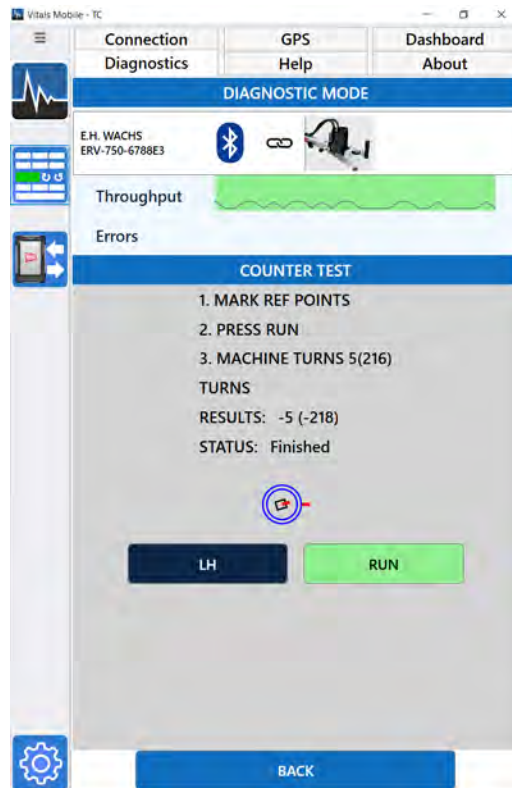 Vitals Mobile - TC
Connection GPS Dashboard
Diagnostics Help About
DIAGNOSTIC MODE
E.H. WACHS
ERV-750-6788E3
Throughput
Errors
COUNTER TEST
1. MARK REF POINTS
2. PRESS RUN
3. MACHINE TURNS 5(216)
TURNS
RESULTS: -5 (-218)
STATUS: Finished
LH RUN
BACK